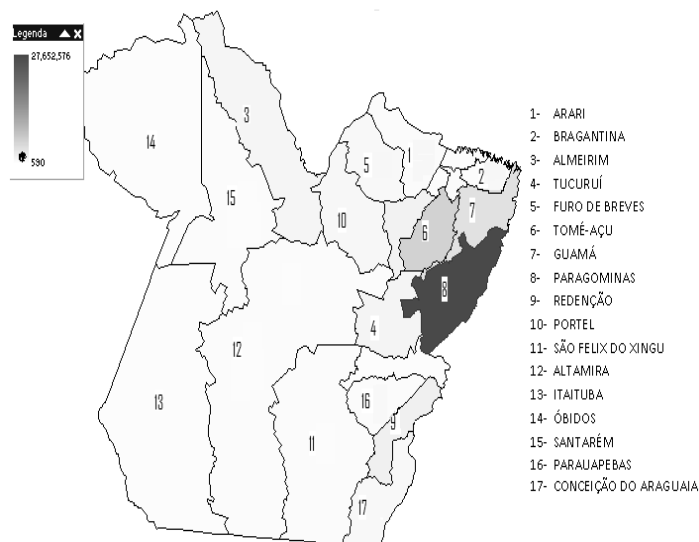 Legenda
27,652,576
590
1- ARARI
2- BRAGANTINA
3- ALMEIRIM
4- TUCURUÍ
5- FURO DE BREVES
6- TOMÉ-AÇU
7- GUAMÁ
8- PARAGOMINAS
9- REDENÇÃO
10- PORTEL
11- SÃO FELIX DO XINGU
12- ALTAMIRA
13- ITAITUBA
14- ÓBIDOS
15- SANTARÉM
16- PARAUAPEBAS
17- CONCEIÇÃO DO ARAGUAIA
14
3
5
1
2
15
10
6
7
8
4
12
13
11
16
9
17